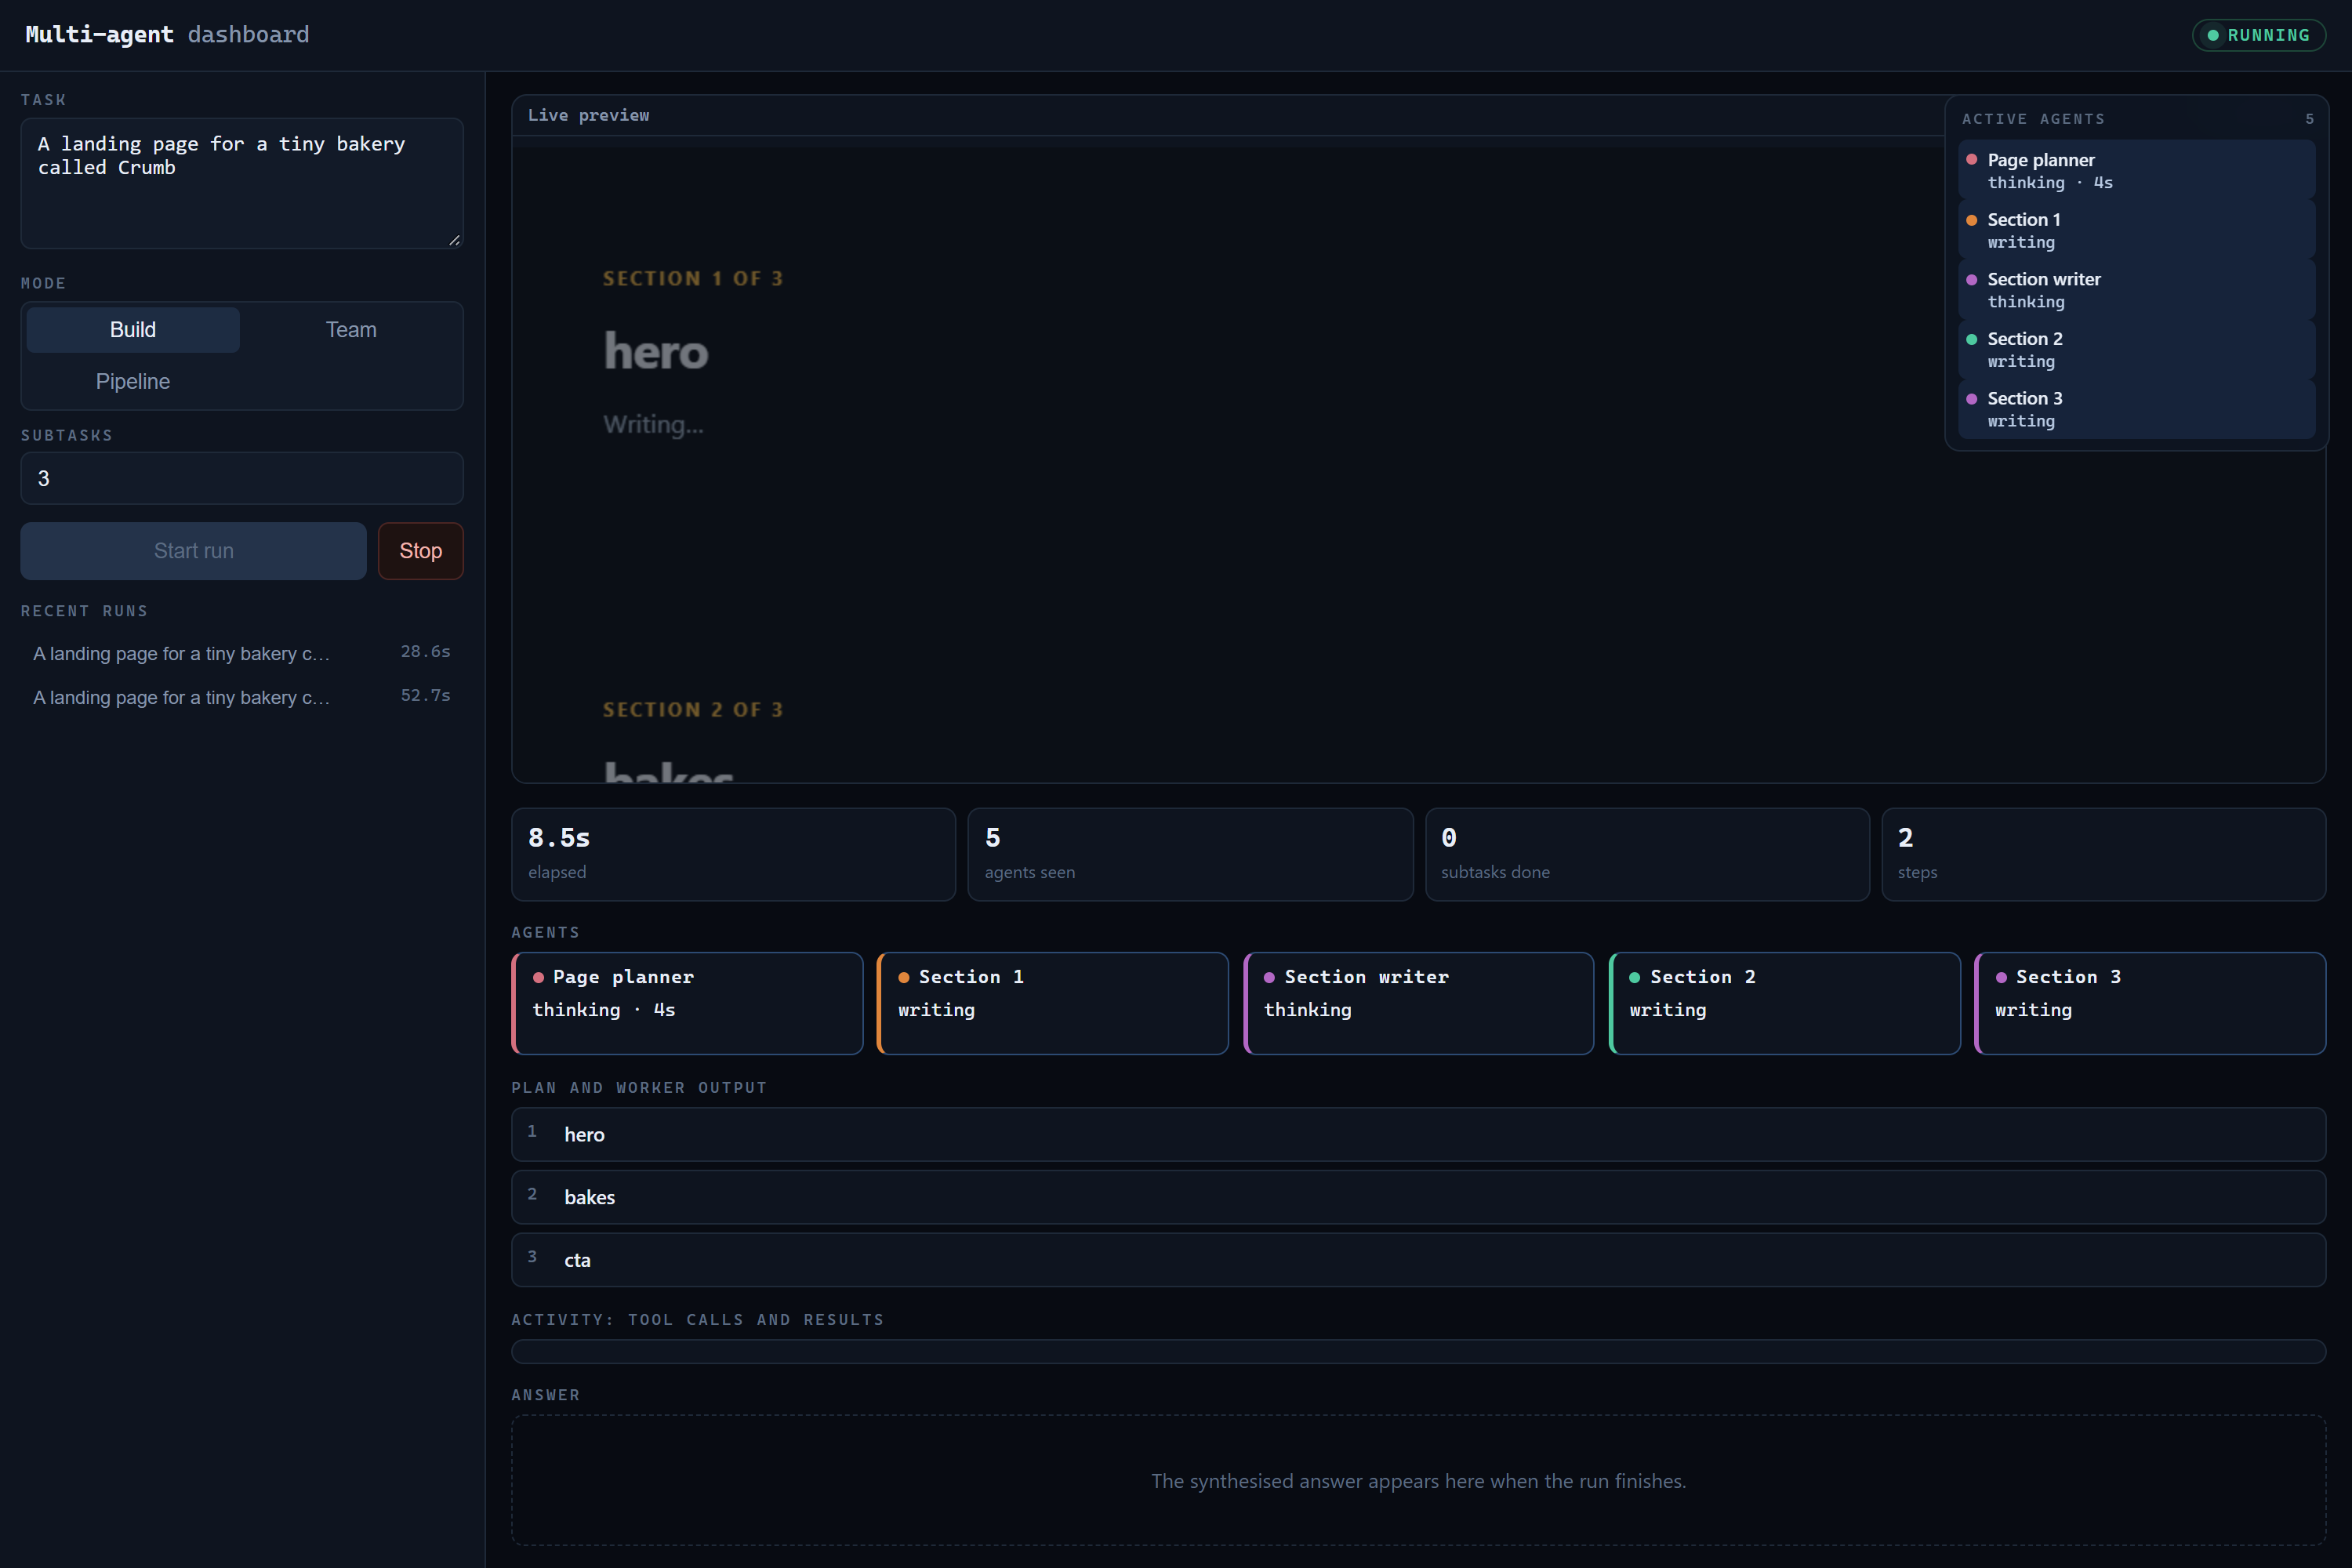 Multi-agent dashboard
RUNNING
TASK
A landing page for a tiny bakery
called Crumb
MODE
Build
Team
Pipeline
SUBTASKS
3
Start run
Stop
RECENT RUNS
A landing page for a tiny bakery c...
28.6s
A landing page for a tiny bakery c...
52.7s
Live preview
SECTION 1 OF 3
hero
Writing...
SECTION 2 OF 3
bakes
ACTIVE AGENTS
5
Page planner
thinking · 4s
Section 1
writing
Section writer
thinking
Section 2
writing
Section 3
writing
8.5s
elapsed
5
agents seen
0
subtasks done
2
steps
AGENTS
Page planner
thinking · 4s
Section 1
writing
Section writer
thinking
Section 2
writing
Section 3
writing
PLAN AND WORKER OUTPUT
1 hero
2 bakes
3 cta
ACTIVITY: TOOL CALLS AND RESULTS
ANSWER
The synthesised answer appears here when the run finishes.